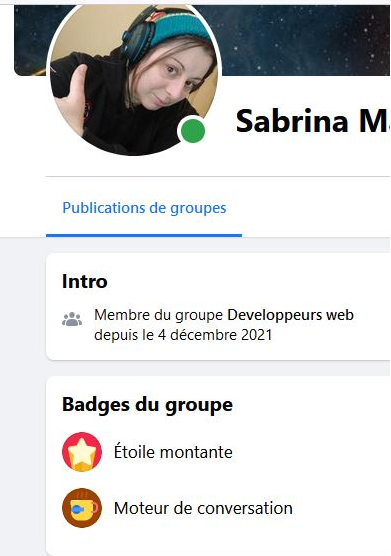 Sabrina
Publications de groupes
Intro
Membre du groupe Developpeurs web
depuis le 4 décembre 2021
Badges du groupe
Étoile montante
Moteur de conversation